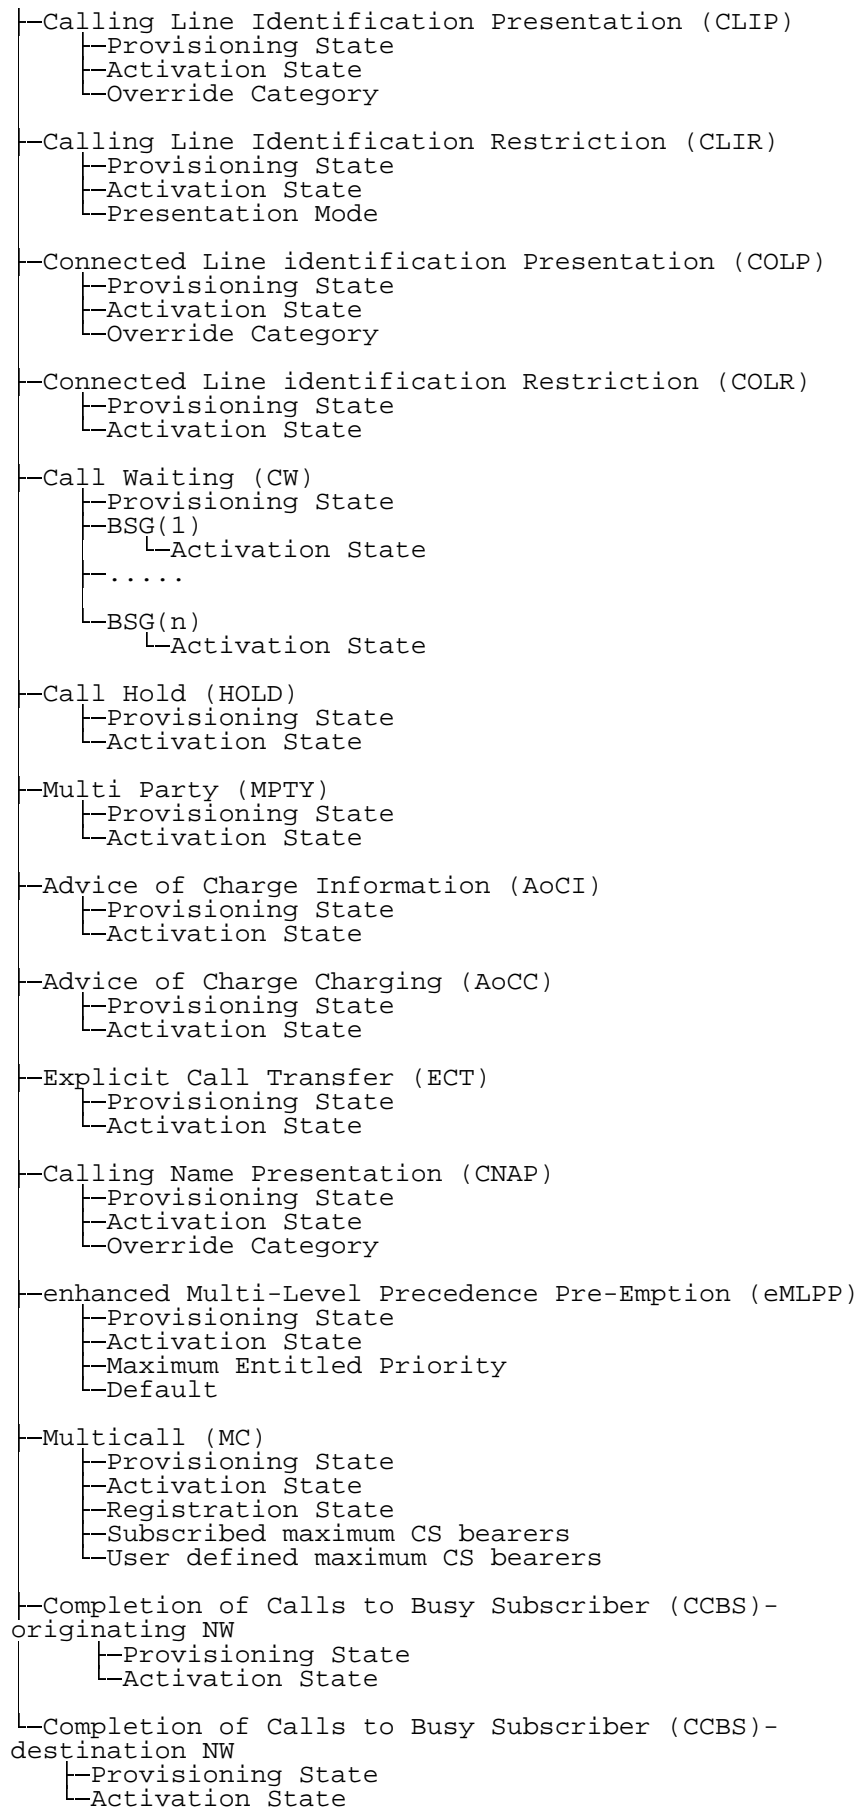 Calling Line Identification Presentation (CLIP)
Provisioning State
Activation State
Override Category
Calling Line Identification Restriction (CLIR)
Provisioning State
Activation State
Presentation Mode
Connected Line identification Presentation (COLP)
Provisioning State
Activation State
Override Category
Connected Line identification Restriction (COLR)
Provisioning State
Activation State
Call Waiting (CW)
Provisioning State
BSG(1)
Activation State
.....
BSG(n)
Activation State
Call Hold (HOLD)
Provisioning State
Activation State
Multi Party (MPTY)
Provisioning State
Activation State
Advice of Charge Information (AoCI)
Provisioning State
Activation State
Advice of Charge Charging (AoCC)
Provisioning State
Activation State
Explicit Call Transfer (ECT)
Provisioning State
Activation State
Calling Name Presentation (CNAP)
Provisioning State
Activation State
Override Category
enhanced Multi-Level Precedence Pre-Emption (eMLPP)
Provisioning State
Activation State
Maximum Entitled Priority
Default
Multicall (MC)
Provisioning State
Activation State
Registration State
Subscribed maximum CS bearers
User defined maximum CS bearers
Completion of Calls to Busy Subscriber (CCBS)-
originating NW
Provisioning State
Activation State
Completion of Calls to Busy Subscriber (CCBS)-
destination NW
Provisioning State
Activation State